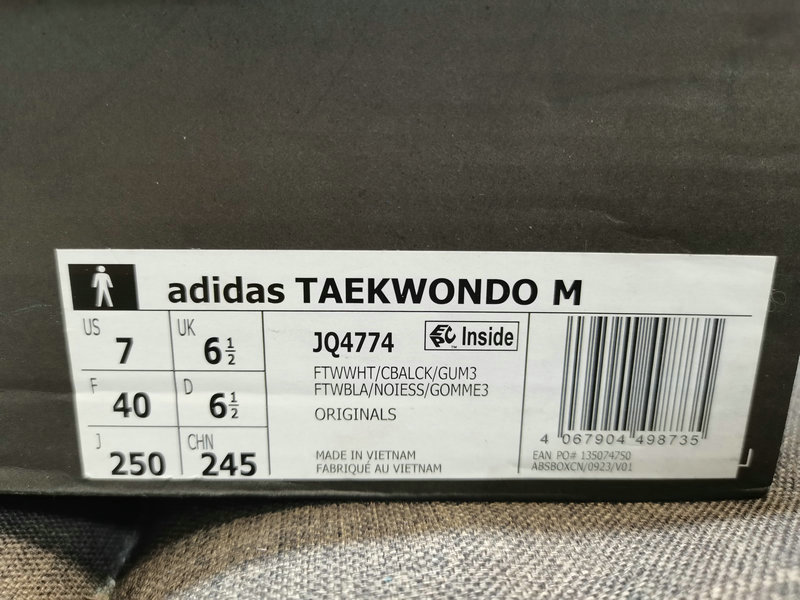 adidas TAEKWONDO M
US 7
UK 6½
F 40
D 6½
J 250
CHN 245
JQ4774
EPC Inside
FTWWHT/CBALCK/GUM3
FTWBLA/NOIESS/GOMME3
ORIGINALS
MADE IN VIETNAM
FABRIQUÉ AU VIETNAM
4 067904 498735
EAN PO# 135074750
ABSBOXCN/0923/V01